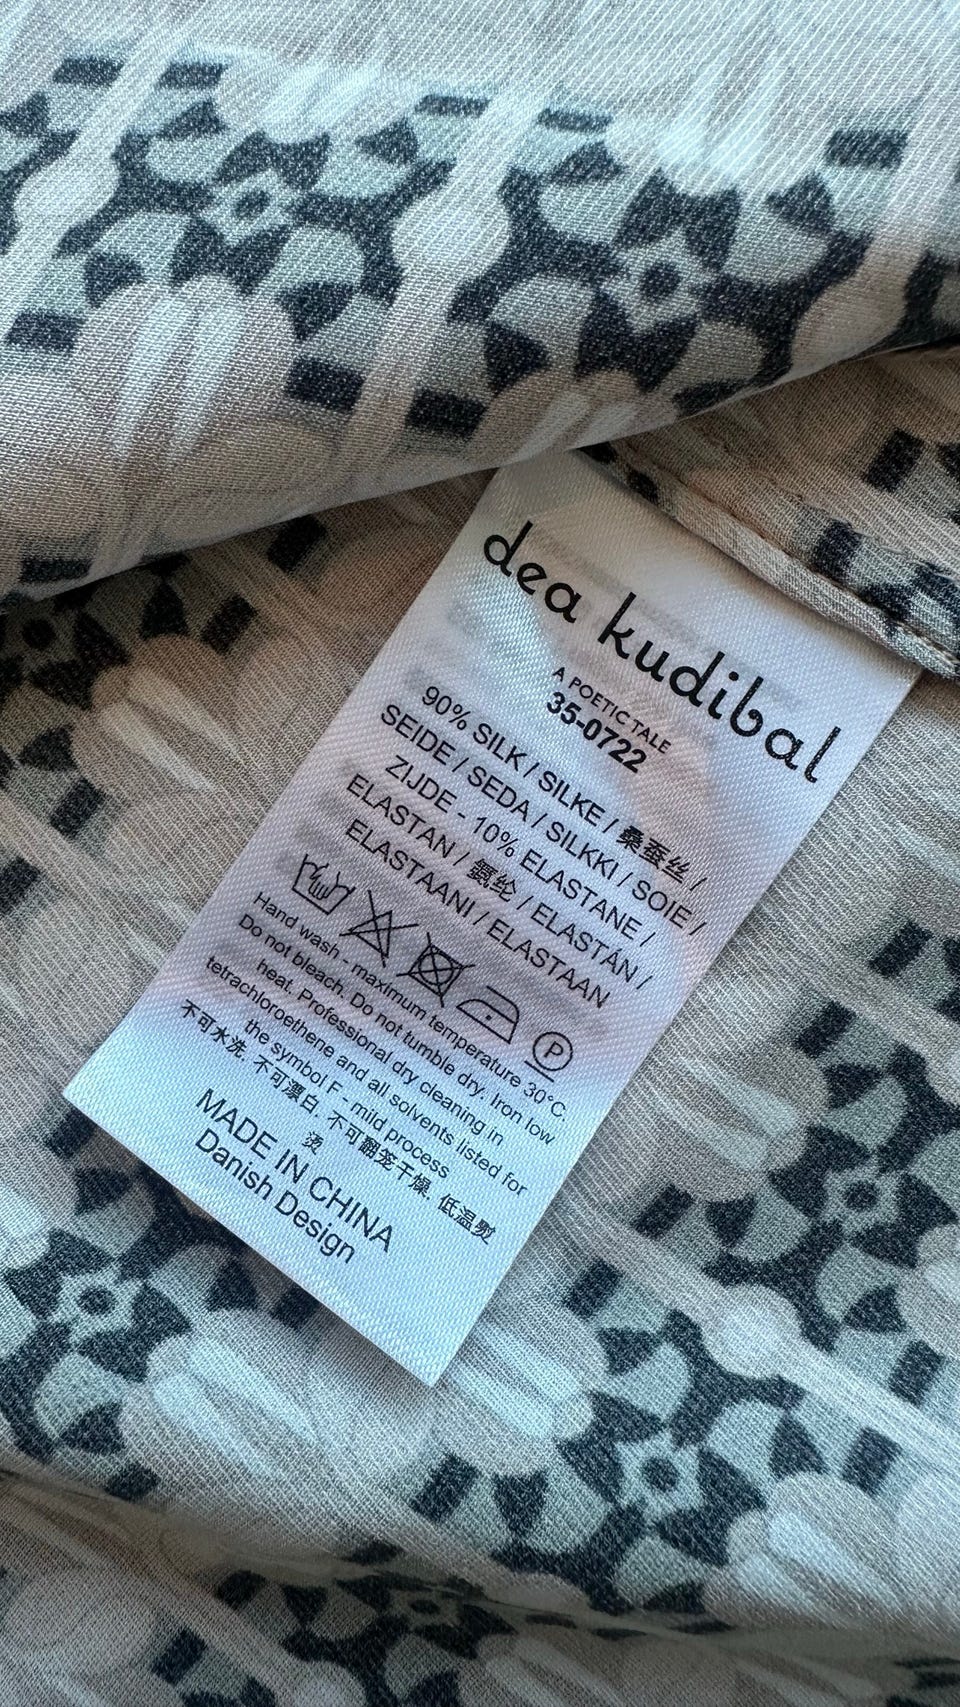 dea kudibal
A POETIC TALE
35-0722
90% SILK / SILKE / 桑蚕丝 /
SEIDE / SEDA / SILKKI / SOIE /
ZIJDE - 10% ELASTANE /
ELASTAN / 氨纶 / ELASTÁN /
ELASTAANI / ELASTAAN
P
Hand wash - maximum temperature 30°C.
Do not bleach. Do not tumble dry. Iron low
heat. Professional dry cleaning in
tetrachloroethene and all solvents listed for
the symbol F - mild process
不可水洗. 不可漂白. 不可翻笼干燥. 低温熨
烫
MADE IN CHINA
Danish Design